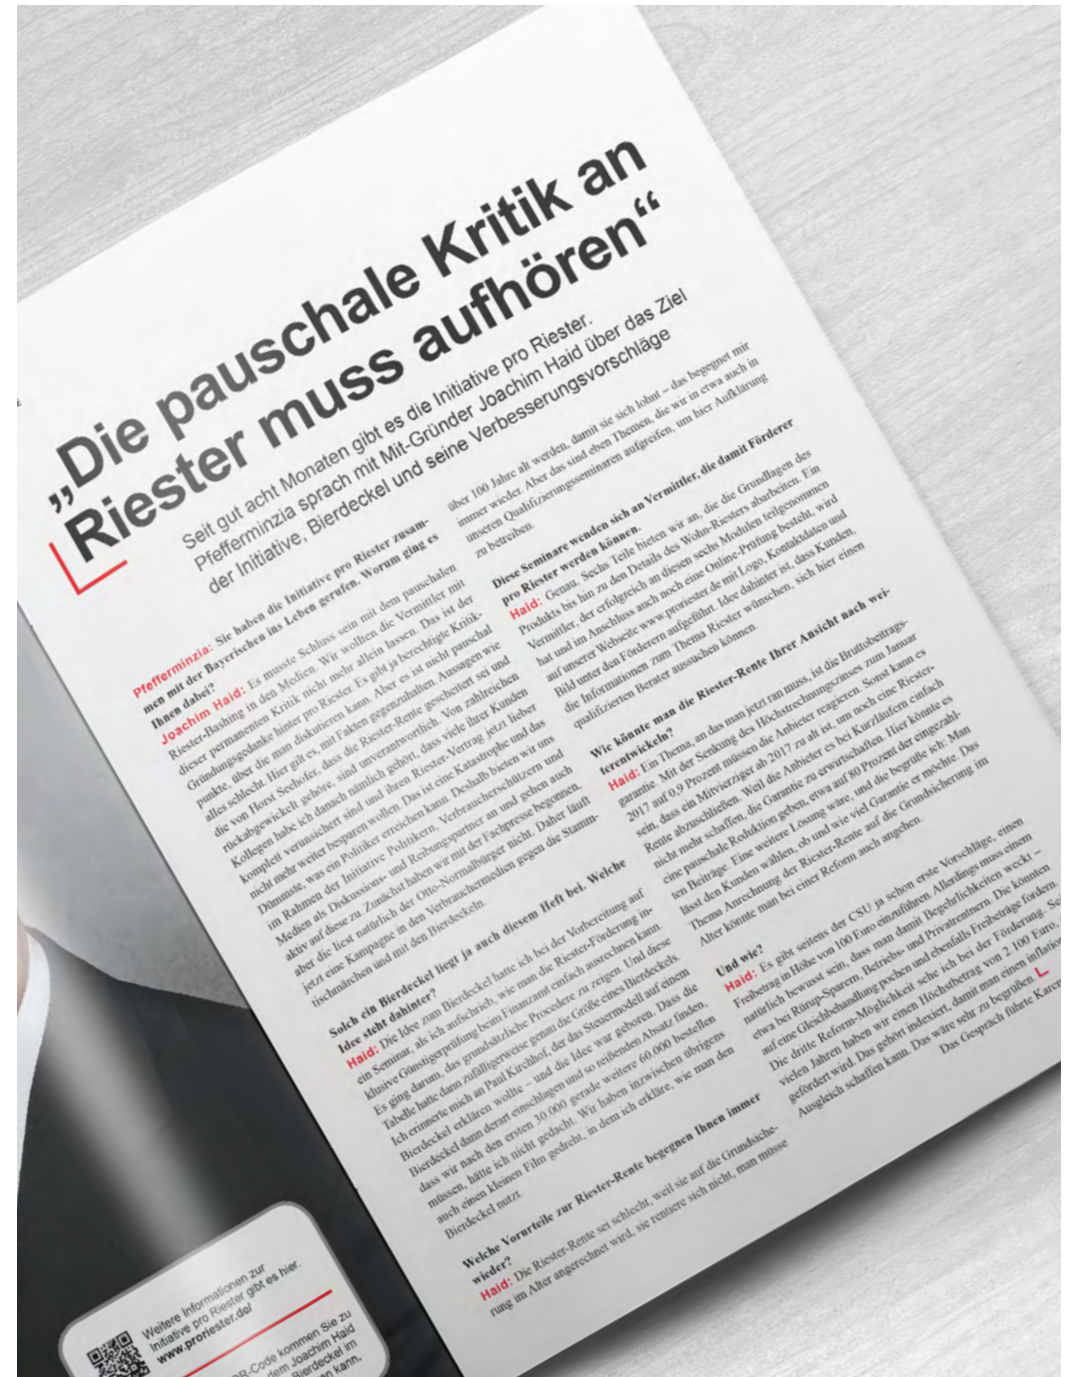 „Die pauschale Kritik an
Riester muss aufhören“
Seit gut acht Monaten gibt es die Initiative pro Riester.
Pfefferminzia sprach mit Mit-Gründer Joachim Haid über das Ziel
der Initiative, Bierdeckel und seine Verbesserungsvorschläge
Pfefferminzia: Sie haben die Initiative pro Riester zusam-
men mit der Bayerischen ins Leben gerufen. Worum ging es
Ihnen dabei?
Joachim Haid: Es musste Schluss sein mit dem pauschalen
Riester-Bashing in den Medien. Wir wollten die Vermittler mit
dieser permanenten Kritik nicht mehr allein lassen. Das ist der
Gründungsgedanke hinter pro Riester. Es gibt ja berechtigte Kritik-
punkte, über die man diskutieren kann. Aber es ist nicht pauschal
alles schlecht. Hier gilt es, mit Fakten gegenzuhalten. Aussagen wie
die von Horst Seehofer, dass die Riester-Rente gescheitert sei und
rückabgewickelt gehöre, sind unverantwortlich. Von zahlreichen
Kollegen habe ich danach nämlich gehört, dass viele ihrer Kunden
komplett verunsichert sind und ihren Riester-Vertrag jetzt lieber
nicht mehr weiter besparen wollen. Das ist eine Katastrophe und das
Dümmste, was ein Politiker erreichen kann. Deshalb bieten wir uns
im Rahmen der Initiative Politikern, Verbraucherschützern und
Medien als Diskussions- und Reibungspartner an und gehen auch
aktiv auf diese zu. Zunächst haben wir mit der Fachpresse begonnen,
aber die liest natürlich der Otto-Normalbürger nicht. Daher läuft
jetzt eine Kampagne in den Verbrauchermedien gegen die Stamm-
tischmärchen und mit den Bierdeckeln.
Solch ein Bierdeckel liegt ja auch diesem Heft bei. Welche
Idee steht dahinter?
Haid: Die Idee zum Bierdeckel hatte ich bei der Vorbereitung auf
ein Seminar, als ich aufschrieb, wie man die Riester-Förderung in-
klusive Günstigerprüfung beim Finanzamt einfach ausrechnen kann.
Es ging darum, das grundsätzliche Procedere zu zeigen. Und diese
Tabelle hatte dann zufälligerweise genau die Größe eines Bierdeckels.
Ich erinnerte mich an Paul Kirchhof, der das Steuermodell auf einem
Bierdeckel erklären wollte – und die Idee war geboren. Dass die
Bierdeckel dann derart einschlagen und so reißenden Absatz finden,
dass wir nach den ersten 30.000 gerade weitere 60.000 bestellen
müssen, hätte ich nicht gedacht. Wir haben inzwischen übrigens
auch einen kleinen Film gedreht, in dem ich erkläre, wie man den
Bierdeckel nutzt.
Welche Vorurteile zur Riester-Rente begegnen Ihnen immer
wieder?
Haid: Die Riester-Rente sei schlecht, weil sie auf die Grundsiche-
rung im Alter angerechnet wird, sie rentiere sich nicht, man müsse
über 100 Jahre alt werden, damit sie sich lohnt – das begegnet mir
immer wieder. Aber das sind eben Themen, die wir in etwa auch in
unseren Qualifizierungsseminaren aufgreifen, um hier Aufklärung
zu betreiben.
Diese Seminare wenden sich an Vermittler, die damit Förderer
pro Riester werden können.
Haid: Genau. Sechs Teile bieten wir an, die die Grundlagen des
Produkts bis hin zu den Details des Wohn-Riesters abarbeiten. Ein
Vermittler, der erfolgreich an diesen sechs Modulen teilgenommen
hat und im Anschluss auch noch eine Online-Prüfung besteht, wird
auf unserer Webseite www.proriester.de mit Logo, Kontaktdaten und
Bild unter den Förderern aufgeführt. Idee dahinter ist, dass Kunden,
die Informationen zum Thema Riester wünschen, sich hier einen
qualifizierten Berater aussuchen können.
Wie könnte man die Riester-Rente Ihrer Ansicht nach wei-
terentwickeln?
Haid: Ein Thema, an das man jetzt ran muss, ist die Bruttobeitrags-
garantie. Mit der Senkung des Höchstrechnungszinses zum Januar
2017 auf 0,9 Prozent müssen die Anbieter reagieren. Sonst kann es
sein, dass ein Mitvierziger ab 2017 zu alt ist, um noch eine Riester-
Rente abzuschließen. Weil die Anbieter es bei Kurzläufern einfach
nicht mehr schaffen, die Garantie zu erwirtschaften. Hier könnte es
eine pauschale Reduktion geben, etwa auf 80 Prozent der eingezahl-
ten Beiträge. Eine weitere Lösung wäre, und die begrüße ich: Man
lässt den Kunden wählen, ob und wie viel Garantie er möchte. Das
Thema Anrechnung der Riester-Rente auf die Grundsicherung im
Alter könnte man bei einer Reform auch angehen.
Und wie?
Haid: Es gibt seitens der CSU ja schon erste Vorschläge, einen
Freibetrag in Höhe von 100 Euro einzuführen. Allerdings muss einem
natürlich bewusst sein, dass man damit Begehrlichkeiten weckt –
etwa bei Rürup-Sparern, Betriebs- und Privatrentnern. Die könnten
auf eine Gleichbehandlung pochen und ebenfalls Freibeträge fordern.
Die dritte Reform-Möglichkeit sehe ich bei der Förderung. Sei
vielen Jahren haben wir einen Höchstbetrag von 2.100 Euro,
gefördert wird. Das gehört indexiert, damit man einen inflation
Ausgleich schaffen kann. Das wäre sehr zu begrüßen.
Das Gespräch führte Karen
Weitere Informationen zur
Initiative pro Riester gibt es hier:
www.proriester.de/
QR-Code kommen Sie zu
dem Joachim Haid
Bierdeckel im
en kann.